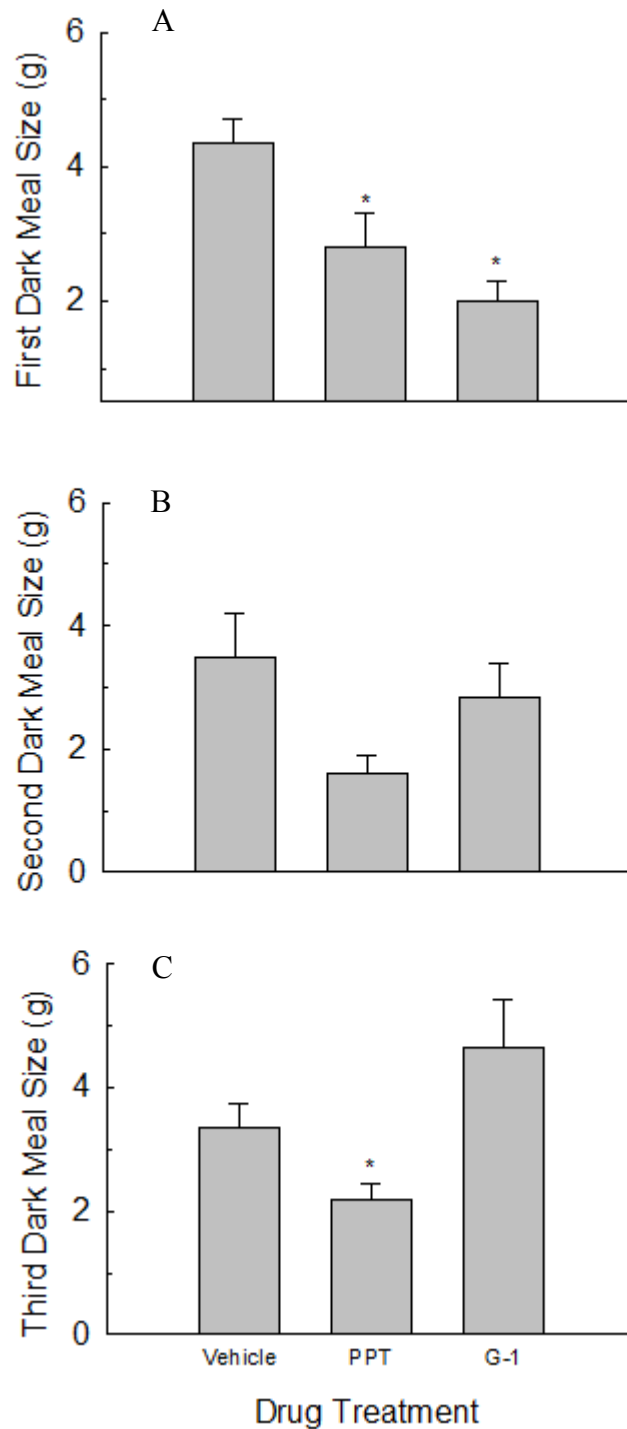 A
6
4
2
First Dark Meal Size (g)
*
*
B
6
4
2
0
Second Dark Meal Size (g)
C
6
4
2
0
Third Dark Meal Size (g)
*
Vehicle PPT G-1
Drug Treatment